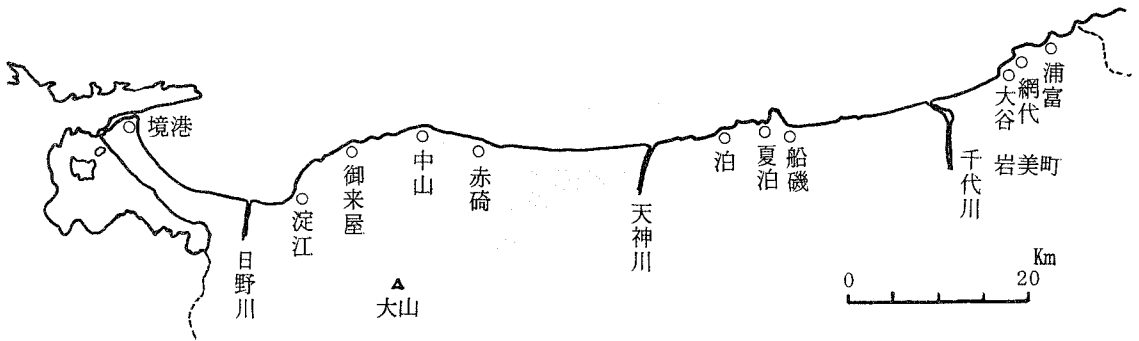 境港
淀江
御来屋
中山
赤碕
泊
夏泊
船磯
大谷
網代
浦富
岩美町
日野川
天神川
千代川
大山
0
20
Km